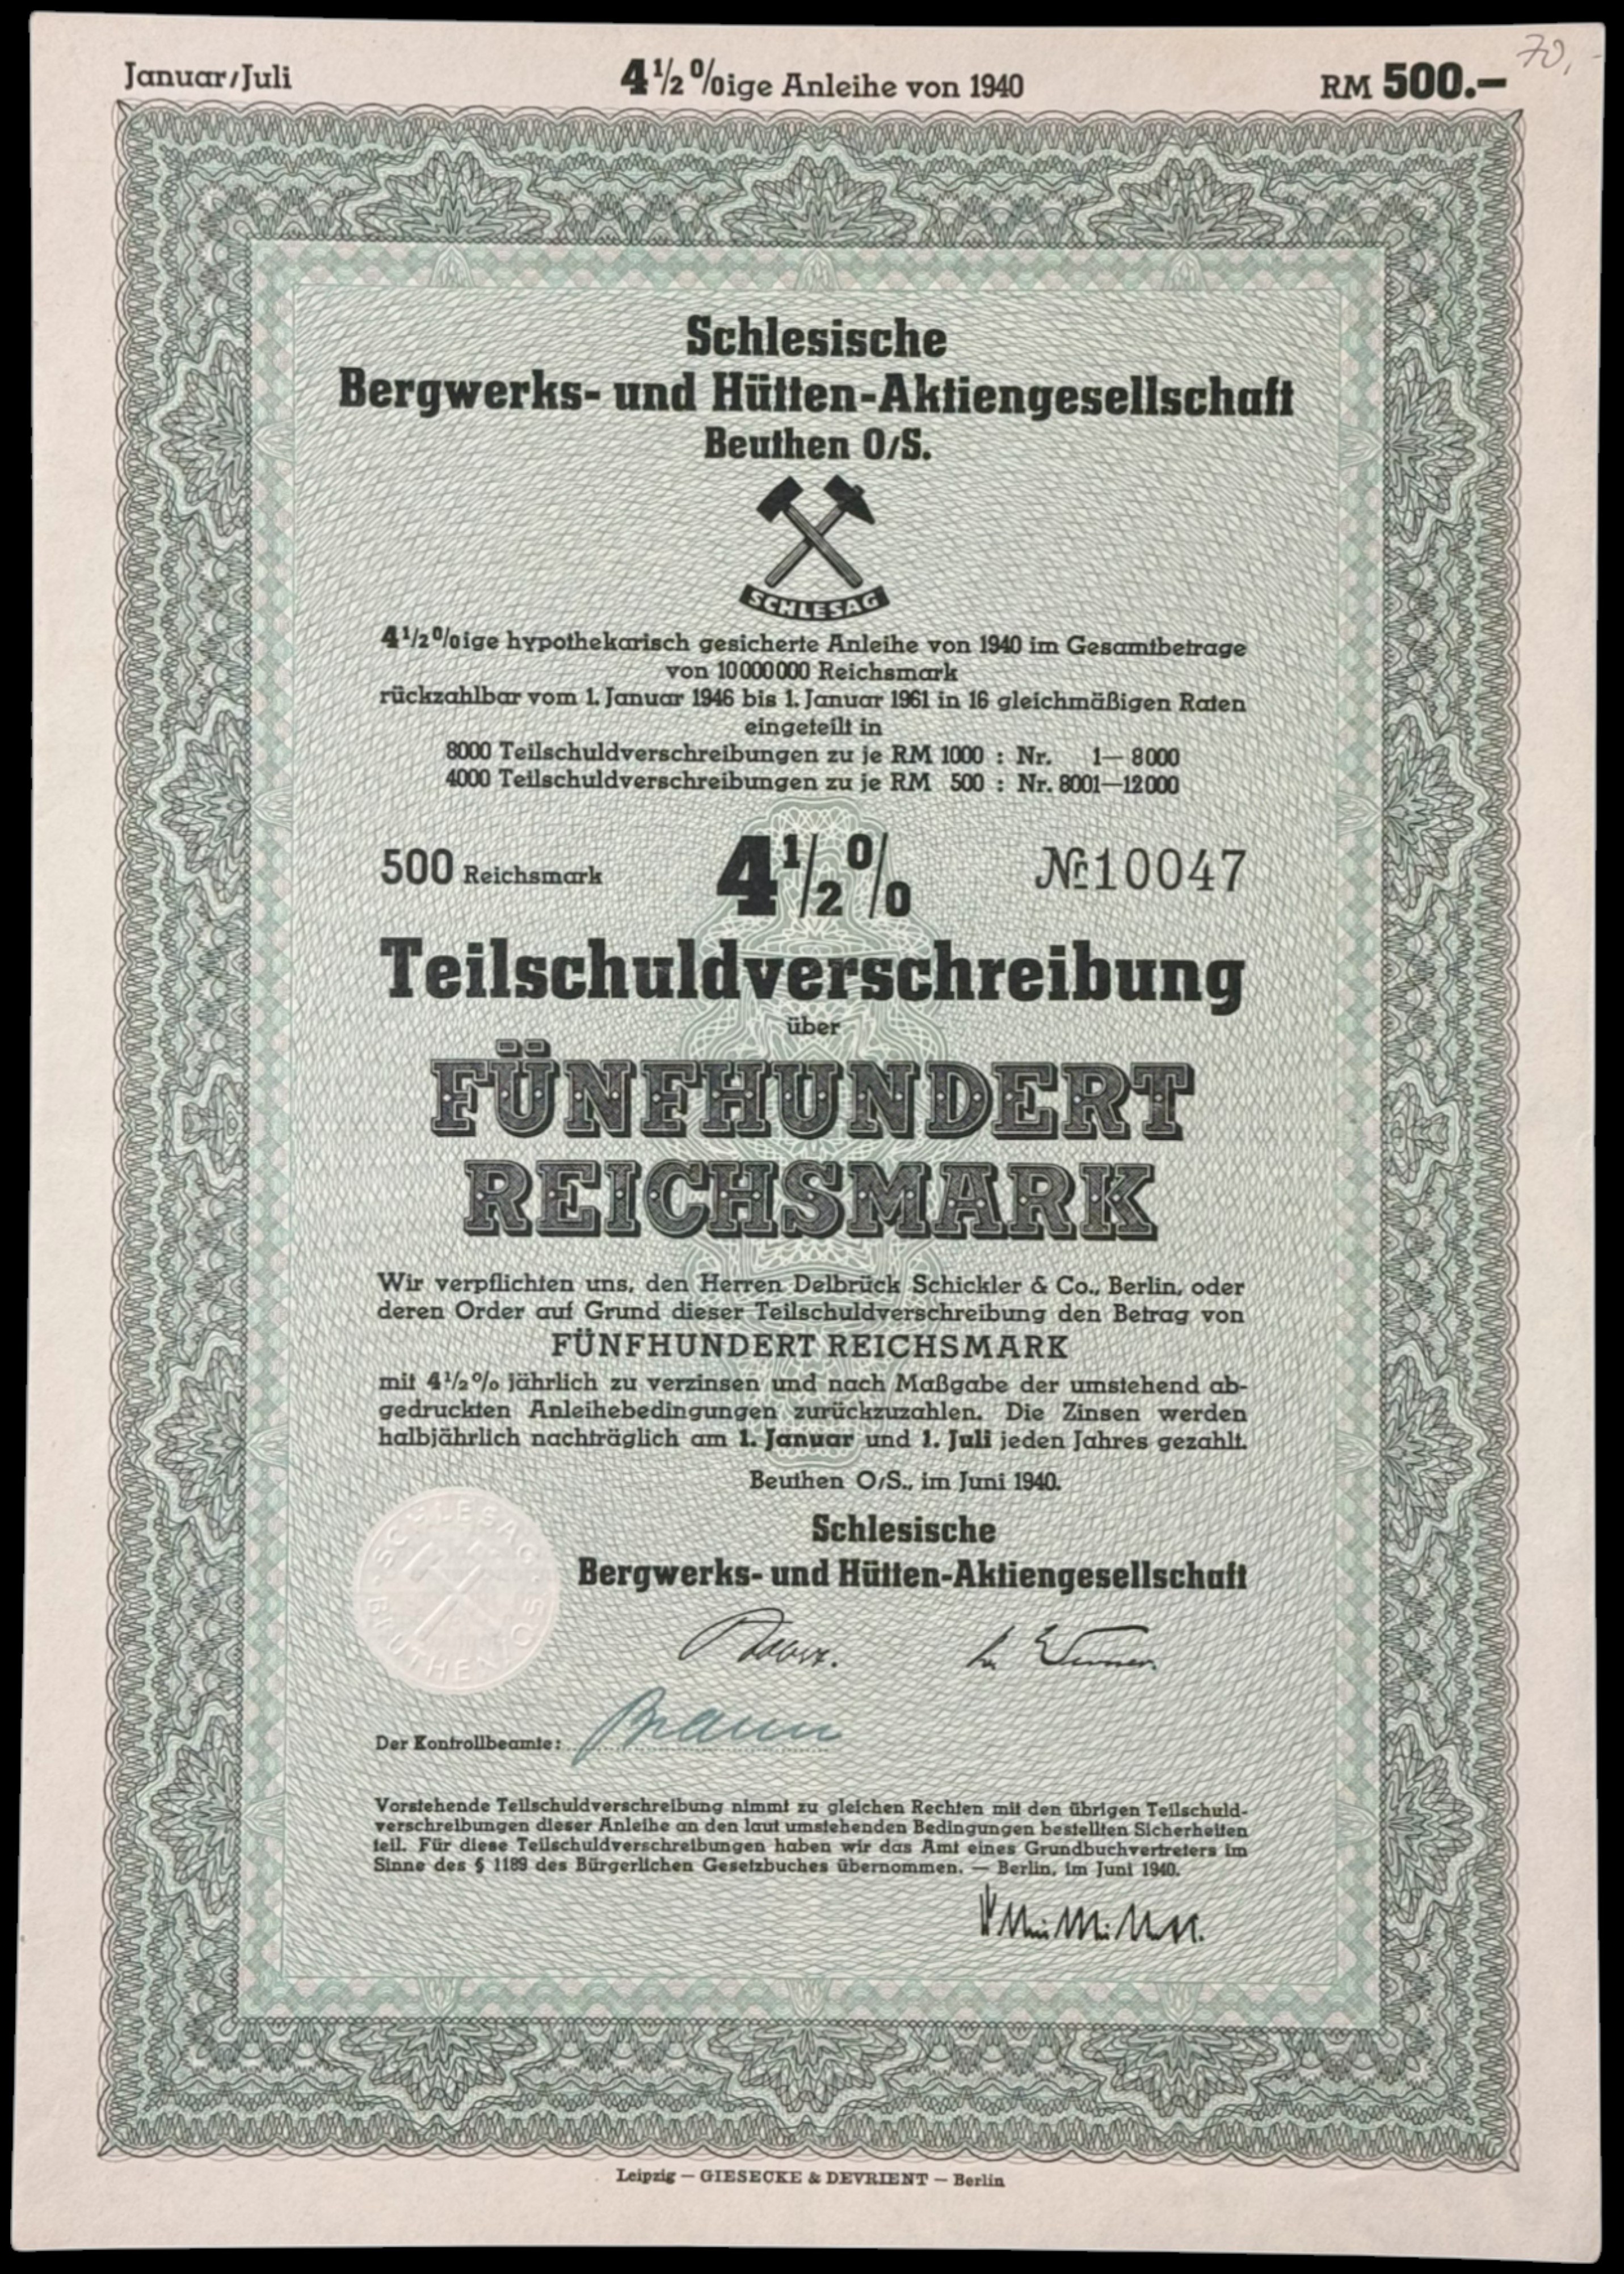 70,-
Januar/Juli
4½%ige Anleihe von 1940
RM 500.—
Schlesische
Bergwerks- und Hütten-Aktiengesellschaft
Beuthen O/S.
SCHLESAG
4½%ige hypothekarisch gesicherte Anleihe von 1940 im Gesamtbetrage
von 10000000 Reichsmark
rückzahlbar vom 1. Januar 1946 bis 1. Januar 1961 in 16 gleichmäßigen Raten
eingeteilt in
8000 Teilschuldverschreibungen zu je RM 1000 : Nr. 1—8000
4000 Teilschuldverschreibungen zu je RM 500 : Nr. 8001—12000
500 Reichsmark 4½% Nr. 10047
Teilschuldverschreibung
über
FÜNFHUNDERT
REICHSMARK
Wir verpflichten uns, den Herren Delbrück Schickler & Co., Berlin, oder
deren Order auf Grund dieser Teilschuldverschreibung den Betrag von
FÜNFHUNDERT REICHSMARK
mit 4½% jährlich zu verzinsen und nach Maßgabe der umstehend ab-
gedruckten Anleihebedingungen zurückzuzahlen. Die Zinsen werden
halbjährlich nachträglich am 1. Januar und 1. Juli jeden Jahres gezahlt.
Beuthen O/S., im Juni 1940.
Schlesische
Bergwerks- und Hütten-Aktiengesellschaft
SCHLESAG
BEUTHEN O/S
Der Kontrollbeamte: Braun
Vorstehende Teilschuldverschreibung nimmt zu gleichen Rechten mit den übrigen Teilschuld-
verschreibungen dieser Anleihe an den laut umstehenden Bedingungen bestellten Sicherheiten
teil. Für diese Teilschuldverschreibungen haben wir das Amt eines Grundbuchvertreters im
Sinne des § 1189 des Bürgerlichen Gesetzbuches übernommen. — Berlin, im Juni 1940.
Leipzig — GIESECKE & DEVRIENT — Berlin